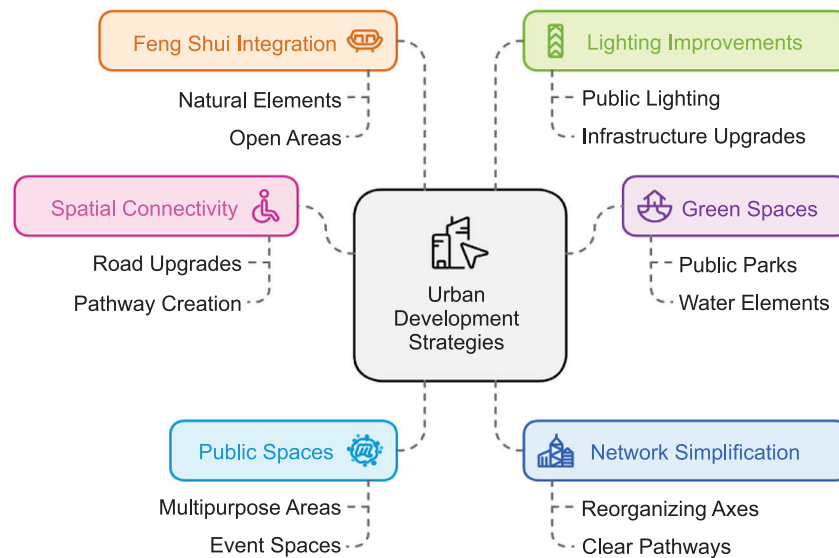 Feng Shui Integration
Natural Elements
Open Areas
Lighting Improvements
Public Lighting
Infrastructure Upgrades
Spatial Connectivity
Road Upgrades
Pathway Creation
Urban
Development
Strategies
Green Spaces
Public Parks
Water Elements
Public Spaces
Multipurpose Areas
Event Spaces
Network Simplification
Reorganizing Axes
Clear Pathways